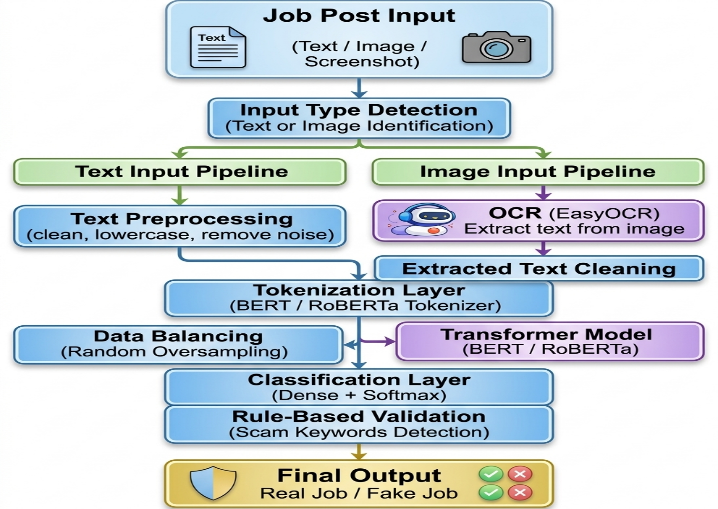 Job Post Input
Text
(Text / Image /
Screenshot)
Input Type Detection
(Text or Image Identification)
Text Input Pipeline
Image Input Pipeline
Text Preprocessing
(clean, lowercase, remove noise)
OCR (EasyOCR)
Extract text from image
Extracted Text Cleaning
Tokenization Layer
(BERT / RoBERTa Tokenizer)
Data Balancing
(Random Oversampling)
Transformer Model
(BERT / RoBERTa)
Classification Layer
(Dense + Softmax)
Rule-Based Validation
(Scam Keywords Detection)
Final Output
Real Job / Fake Job